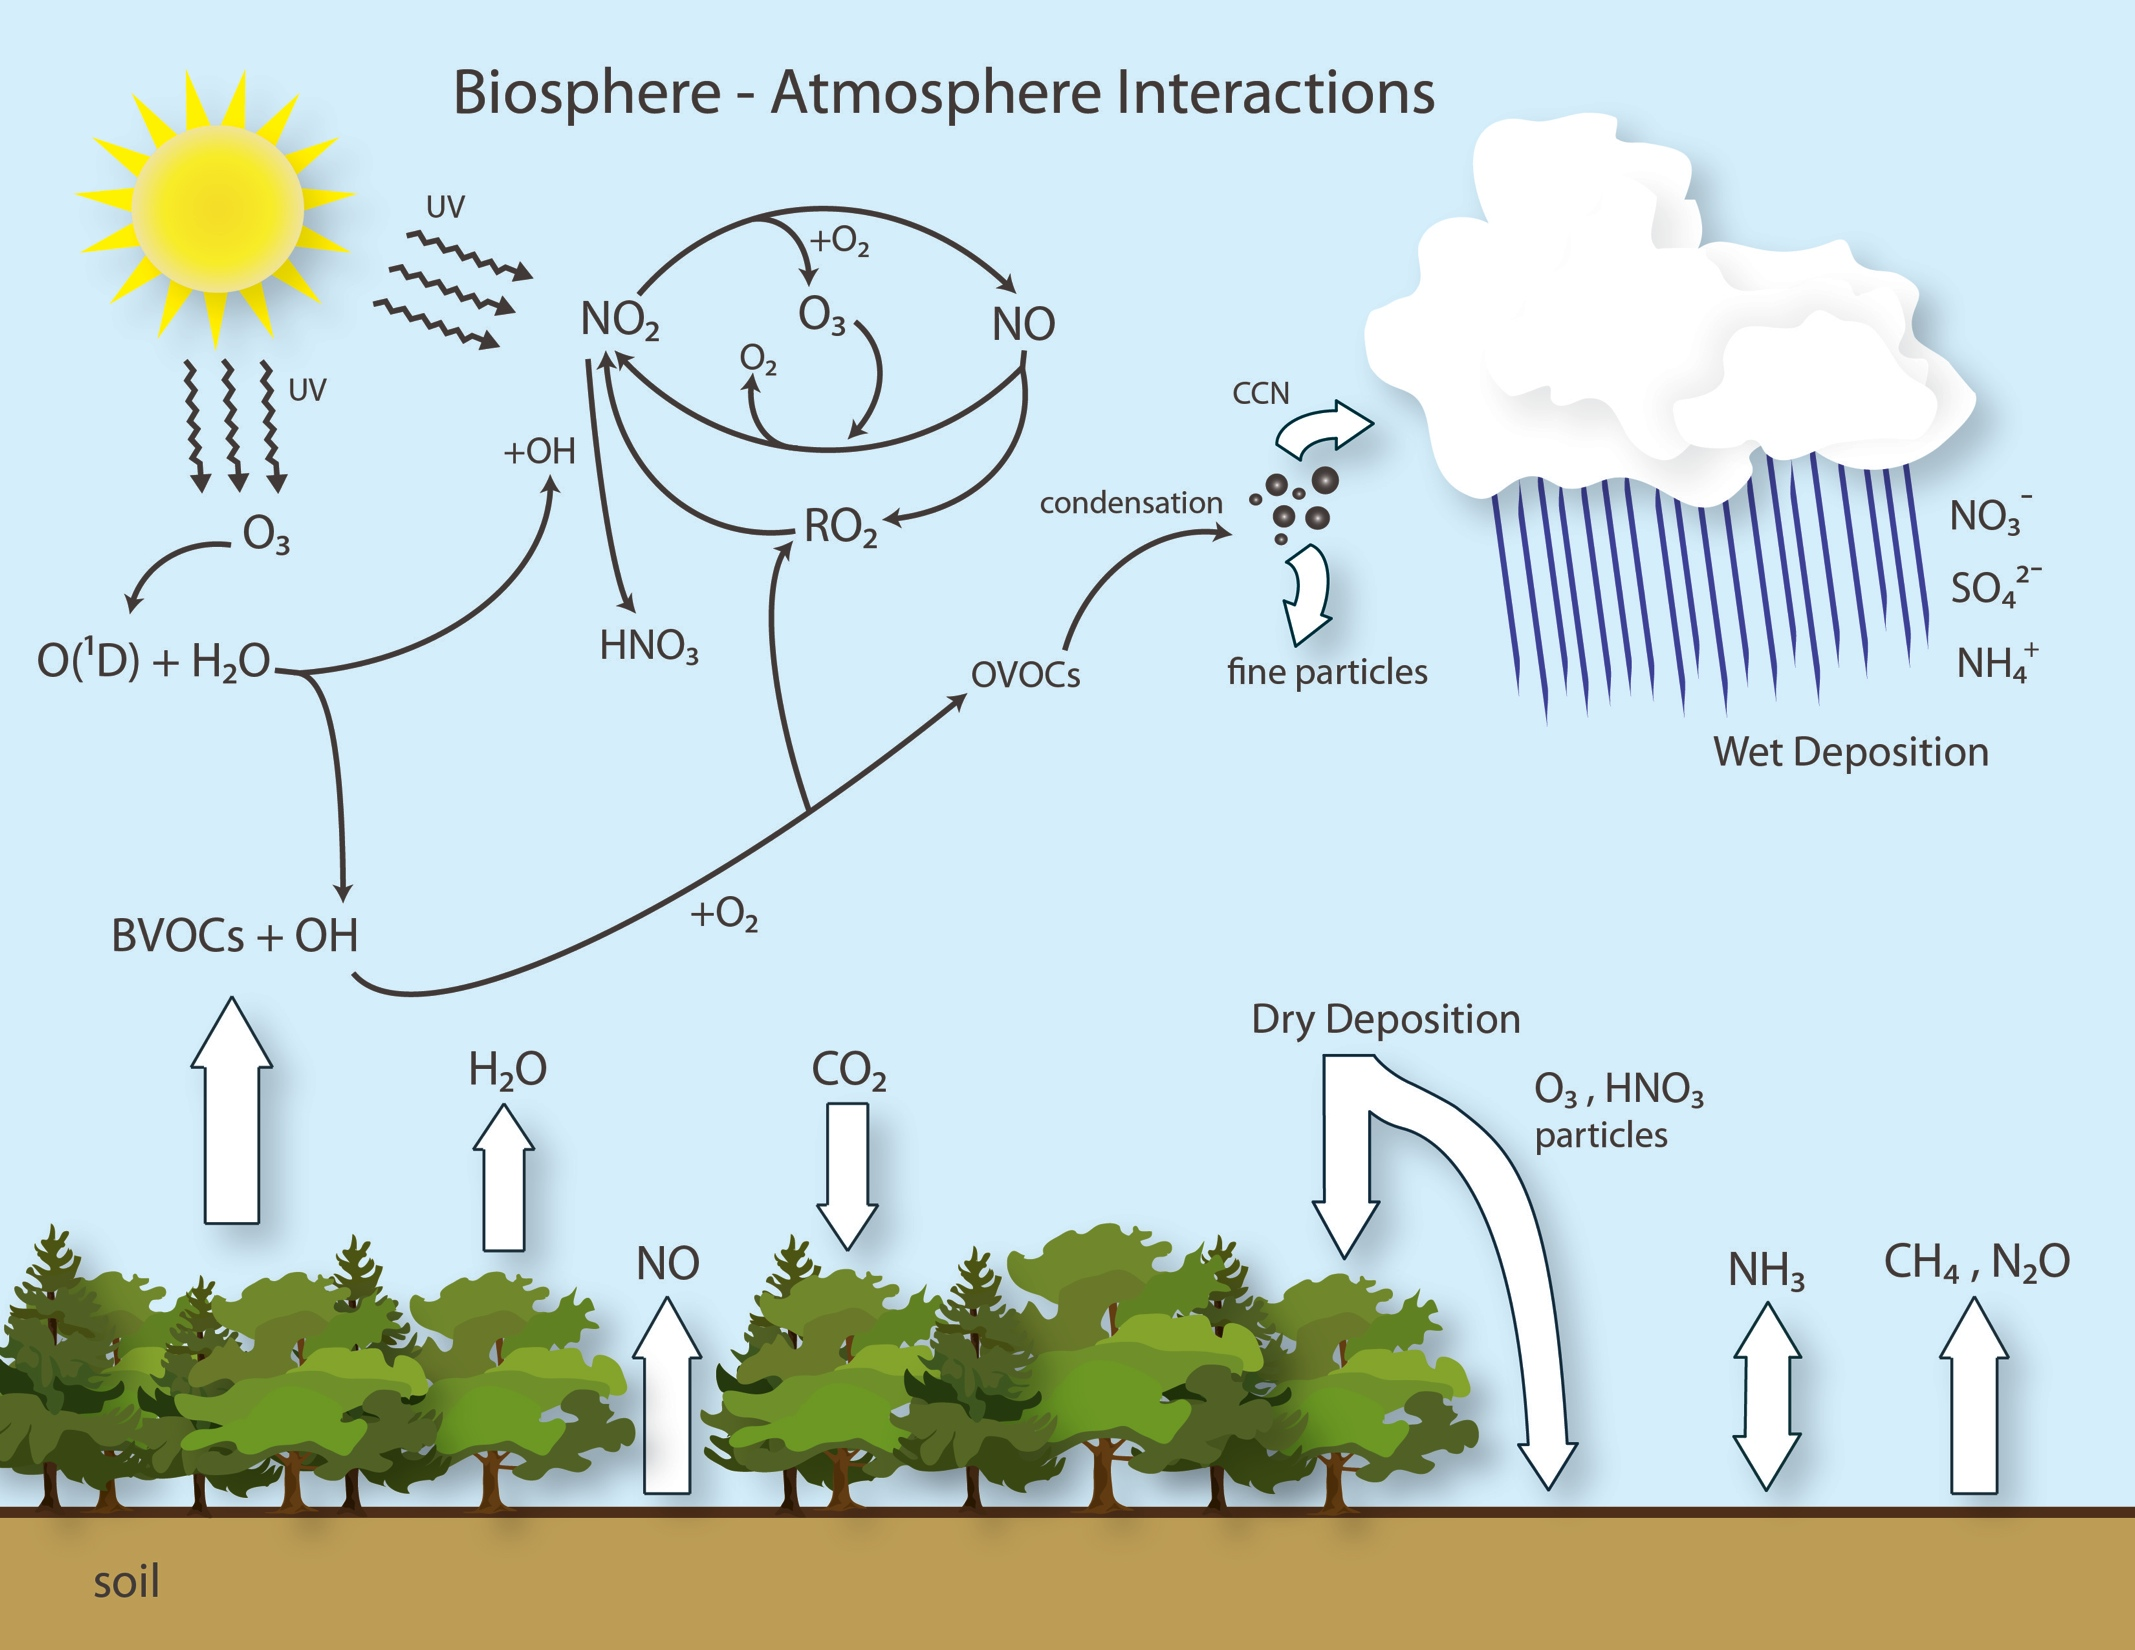 Biosphere - Atmosphere Interactions
UV
UV
NO₂
+O₂
O₃
O₂
NO
+OH
O₃
RO₂
HNO₃
O(¹D) + H₂O
condensation
CCN
fine particles
OVOCs
NO₃⁻
SO₄²⁻
NH₄⁺
Wet Deposition
BVOCs + OH
+O₂
H₂O
NO
CO₂
Dry Deposition
O₃ , HNO₃
particles
NH₃
CH₄ , N₂O
soil